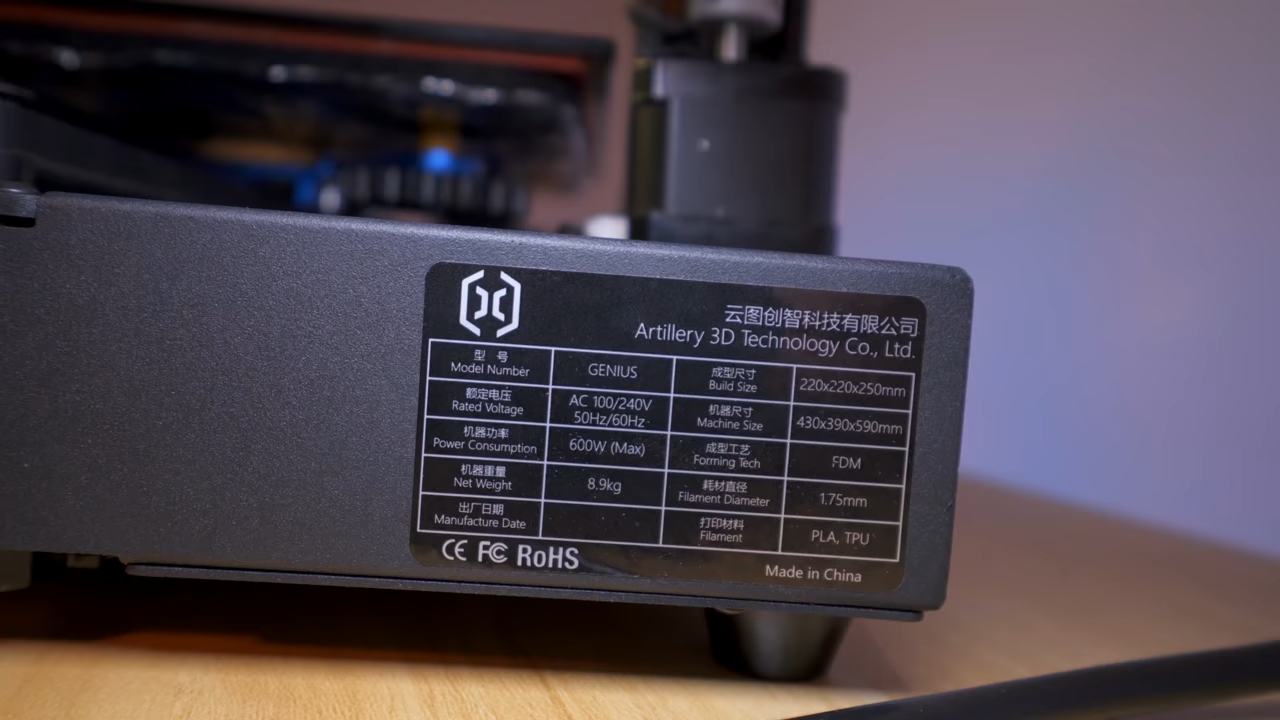 云图创智科技有限公司
Artillery 3D Technology Co., Ltd.
型 号
Model Number
GENIUS
成型尺寸
Build Size
220x220x250mm
额定电压
Rated Voltage
AC 100/240V
50Hz/60Hz
机器尺寸
Machine Size
430x390x590mm
机器功率
Power Consumption
600W (Max)
成型工艺
Forming Tech
FDM
机器重量
Net Weight
8.9kg
耗材直径
Filament Diameter
1.75mm
出厂日期
Manufacture Date
打印材料
Filament
PLA, TPU
CE FC RoHS
Made in China